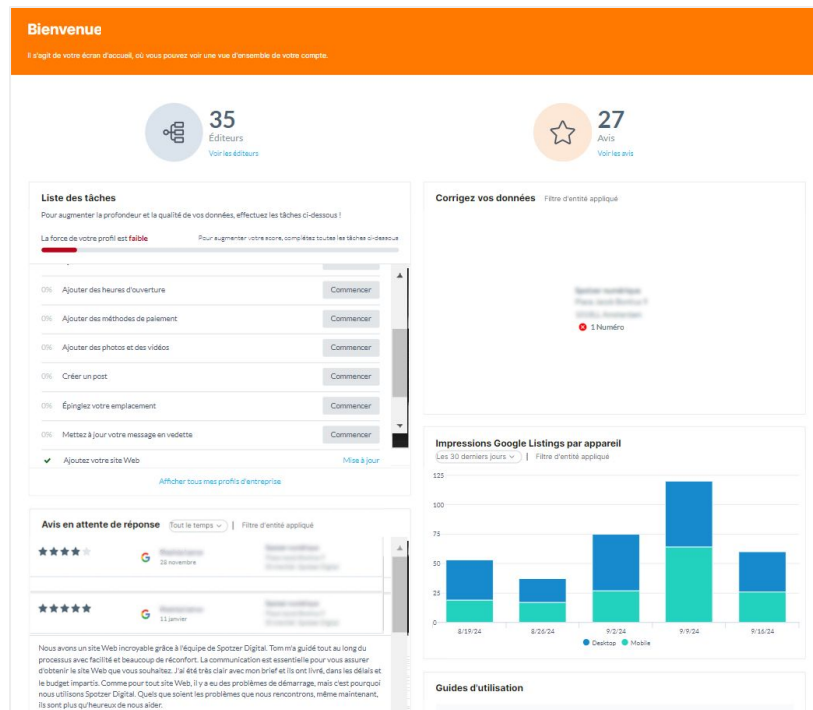 Bienvenue
Il s'agit de votre écran d'accueil, où vous pouvez voir une vue d'ensemble de votre compte.
35
Éditeurs
Voir les éditeurs
27
Avis
Voir les avis
Liste des tâches
Pour augmenter la profondeur et la qualité de vos données, effectuez les tâches ci-dessous !
La force de votre profil est faible
Pour augmenter votre score, complétez toutes les tâches ci-dessous
0% Ajouter des heures d'ouverture Commencer
0% Ajouter des méthodes de paiement Commencer
0% Ajouter des photos et des vidéos Commencer
0% Créer un post Commencer
0% Épinglez votre emplacement Commencer
0% Mettez à jour votre message en vedette Commencer
Ajoutez votre site Web Mise à jour
Afficher tous mes profils d'entreprise
Corrigez vos données Filtre d'entité appliqué
1 Numéro
Impressions Google Listings par appareil
Les 30 derniers jours | Filtre d'entité appliqué
125
100
75
50
25
0
8/19/24 8/26/24 9/2/24 9/9/24 9/16/24
Desktop Mobile
Avis en attente de réponse Tout le temps | Filtre d'entité appliqué
28 novembre
11 janvier
Nous avons un site Web incroyable grâce à l'équipe de Spotzer Digital. Tom m'a guidé tout au long du
processus avec facilité et beaucoup de réconfort. La communication est essentielle pour vous assurer
d'obtenir le site Web que vous souhaitez. J'ai été très clair avec mon brief et ils ont livré, dans les délais et
le budget impartis. Comme pour tout site Web, il y a eu des problèmes de démarrage, mais c'est pourquoi
nous utilisons Spotzer Digital. Quels que soient les problèmes que nous rencontrons, même maintenant,
ils sont plus qu'heureux de nous aider.
Guides d'utilisation